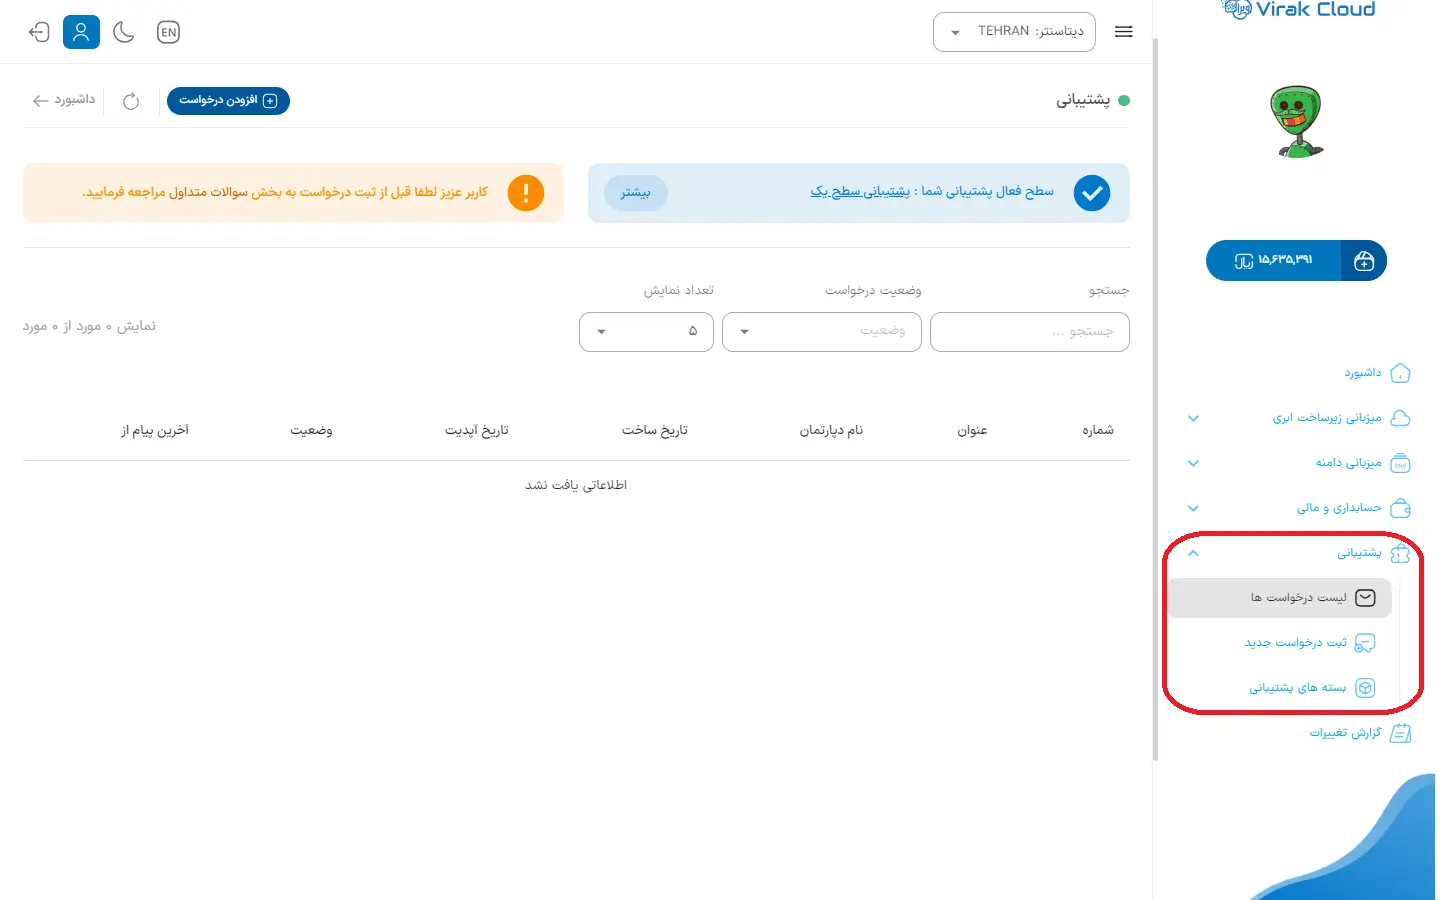 Virak Cloud
دیتاسنتر: TEHRAN
EN
پشتیبانی
افزودن درخواست
داشبورد
سطح فعال پشتیبانی شما : پشتیبانی سطح یک
بیشتر
کاربر عزیز لطفا قبل از ثبت درخواست به بخش سوالات متداول مراجعه فرمایید.
۱۵,۶۳۵,۳۹۱ ریال
جستجو
وضعیت درخواست
تعداد نمایش
جستجو ...
وضعیت
۵
نمایش ۰ مورد از ۰ مورد
شماره
عنوان
نام دپارتمان
تاریخ ساخت
تاریخ آپدیت
وضعیت
آخرین پیام از
اطلاعاتی یافت نشد
داشبورد
میزبانی زیرساخت ابری
میزبانی دامنه
DNS
حسابداری و مالی
پشتیبانی
لیست درخواست ها
ثبت درخواست جدید
بسته های پشتیبانی
گزارش تغییرات